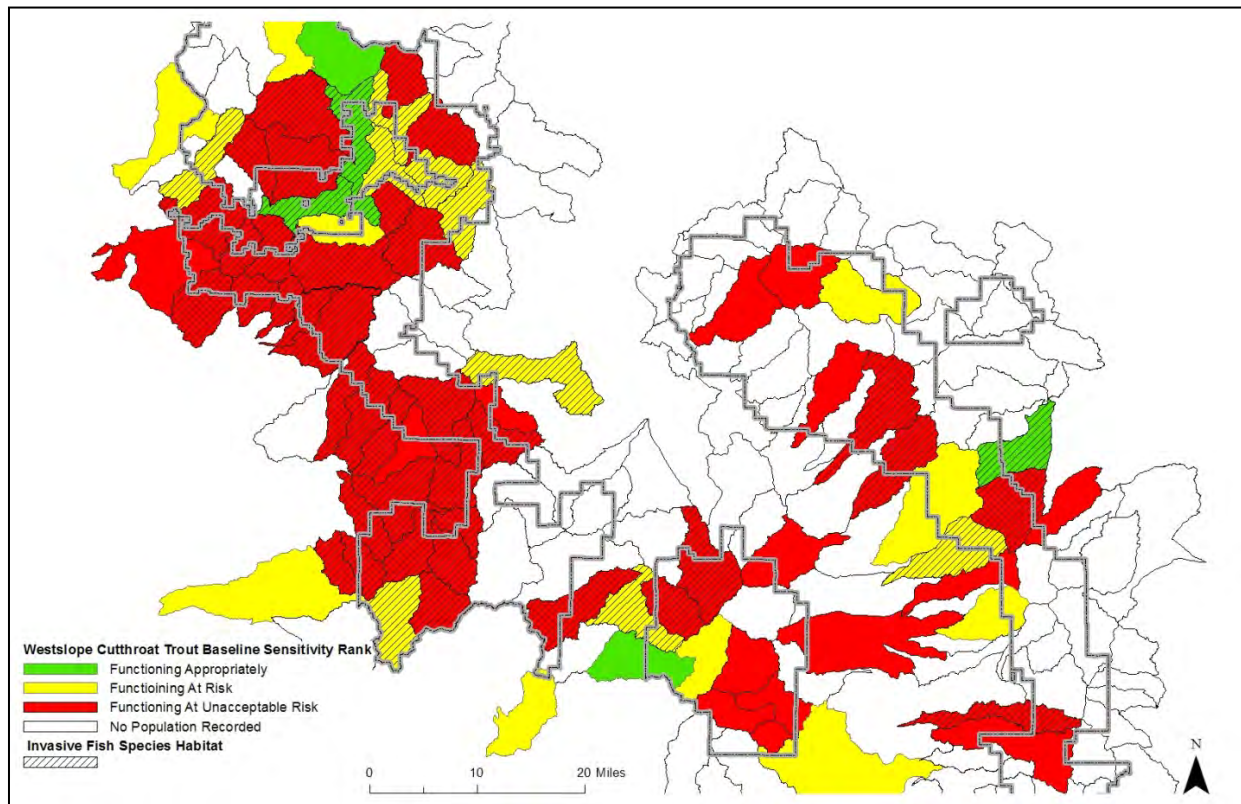 Westslope Cutthroat Trout Baseline Sensitivity Rank
Functioning Appropriately
Functioining At Risk
Functioning At Unacceptable Risk
No Population Recorded
Invasive Fish Species Habitat
0 10 20 Miles
N